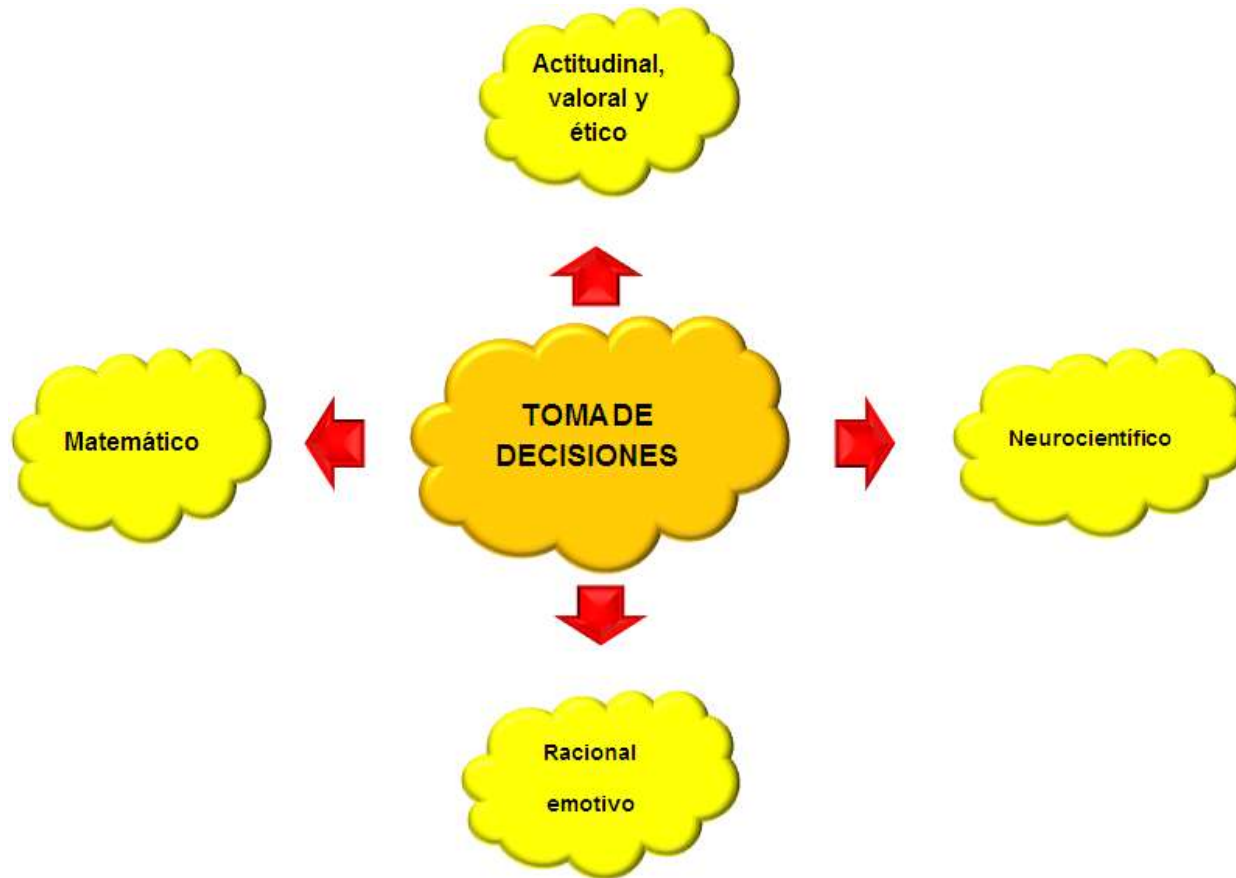 Actitudinal,
valoral y
ético
Matemático
TOMA DE
DECISIONES
Neurocientífico
Racional
emotivo